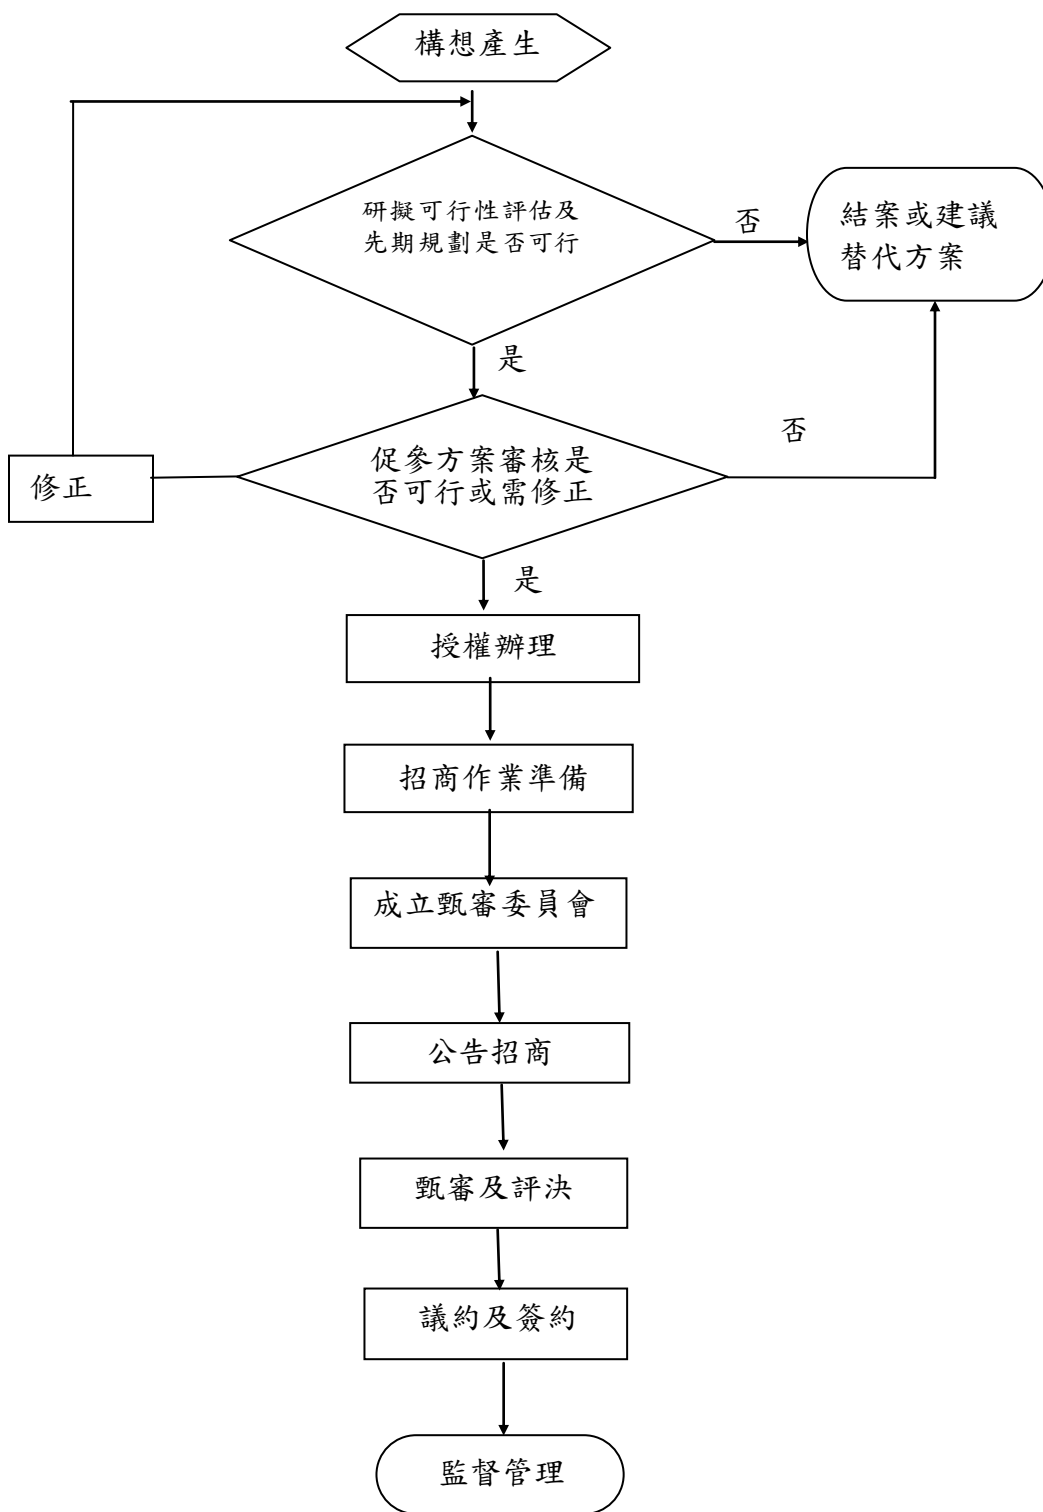 構想產生
研擬可行性評估及
先期規劃是否可行
否
結案或建議
替代方案
是
促參方案審核是
否可行或需修正
否
修正
是
授權辦理
招商作業準備
成立甄審委員會
公告招商
甄審及評決
議約及簽約
監督管理